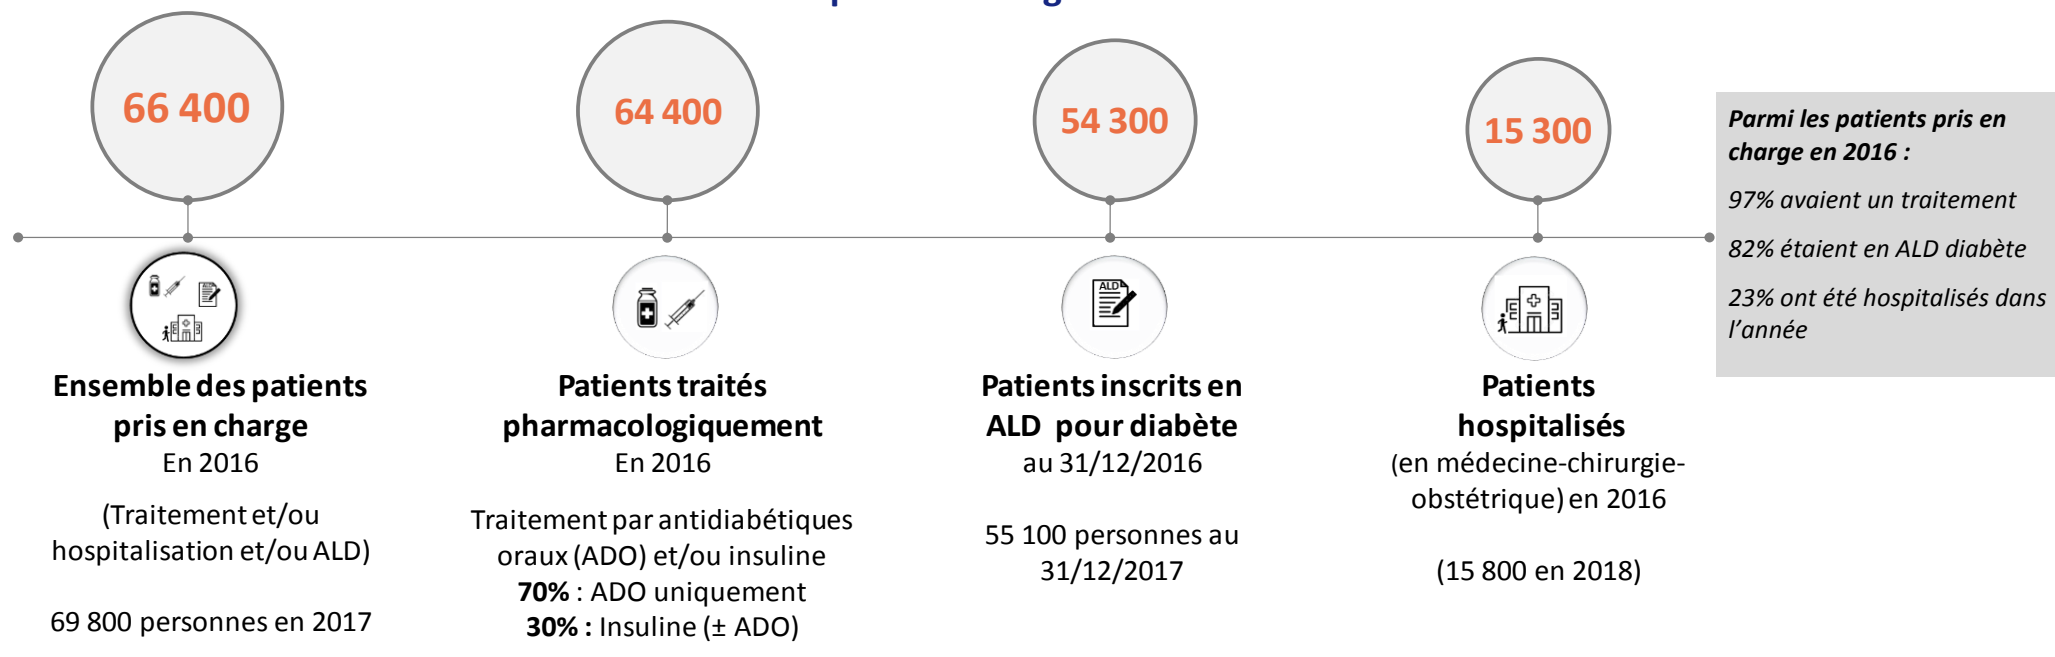 66 400
64 400
54 300
15 300
Parmi les patients pris en
charge en 2016 :
97% avaient un traitement
82% étaient en ALD diabète
23% ont été hospitalisés dans
l’année
ALD
ALD
Ensemble des patients
pris en charge
En 2016
(Traitement et/ou
hospitalisation et/ou ALD)
69 800 personnes en 2017
Patients traités
pharmacologiquement
En 2016
Traitement par antidiabétiques
oraux (ADO) et/ou insuline
70% : ADO uniquement
30% : Insuline (± ADO)
Patients inscrits en
ALD pour diabète
au 31/12/2016
55 100 personnes au
31/12/2017
Patients
hospitalisés
(en médecine-chirurgie-
obstétrique) en 2016
(15 800 en 2018)